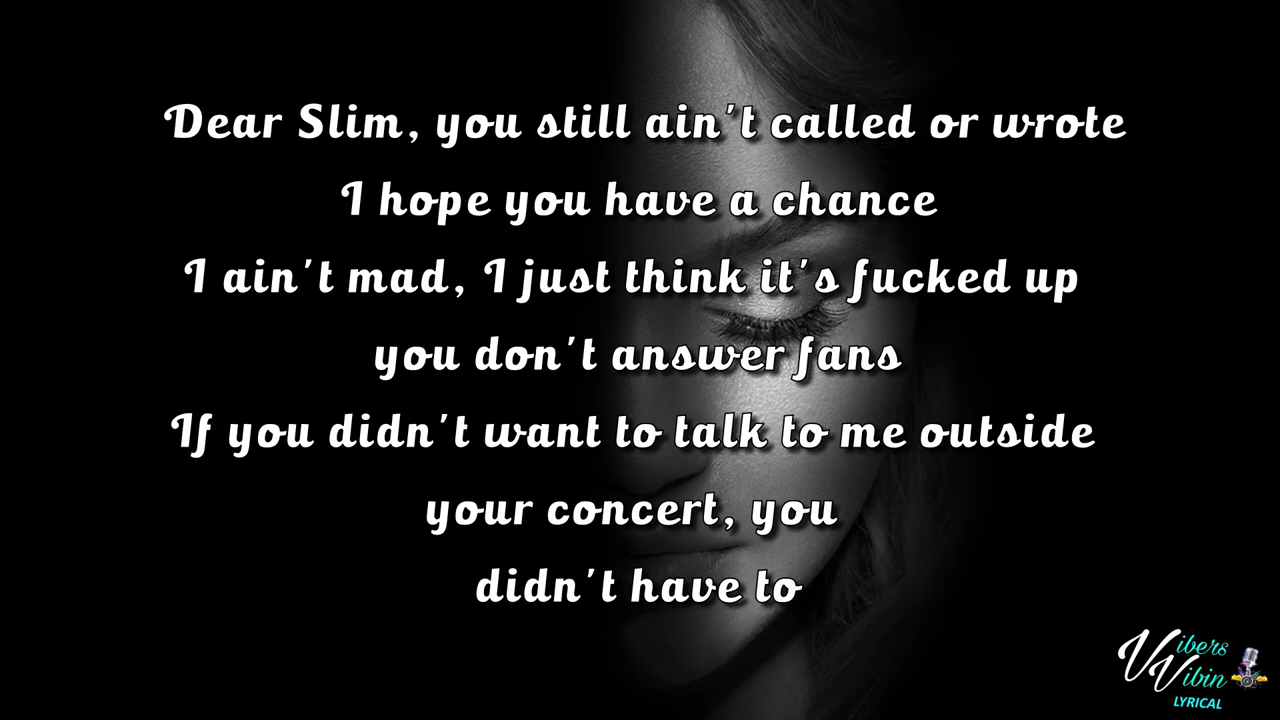 Dear Slim, you still ain't called or wrote
I hope you have a chance
I ain't mad, I just think it's fucked up
you don't answer fans
If you didn't want to talk to me outside
your concert, you
didn't have to
Vibers
Vibin
LYRICAL